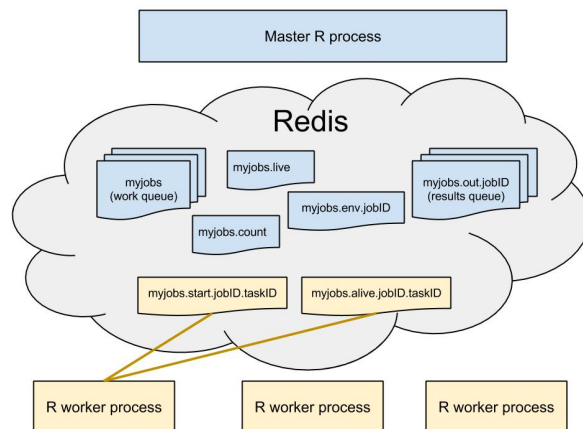 Master R process
Redis
myjobs
(work queue)
myjobs.live
myjobs.out.jobID
(results queue)
myjobs.env.jobID
myjobs.count
myjobs.start.jobID.taskID
myjobs.alive.jobID.taskID
R worker process
R worker process
R worker process